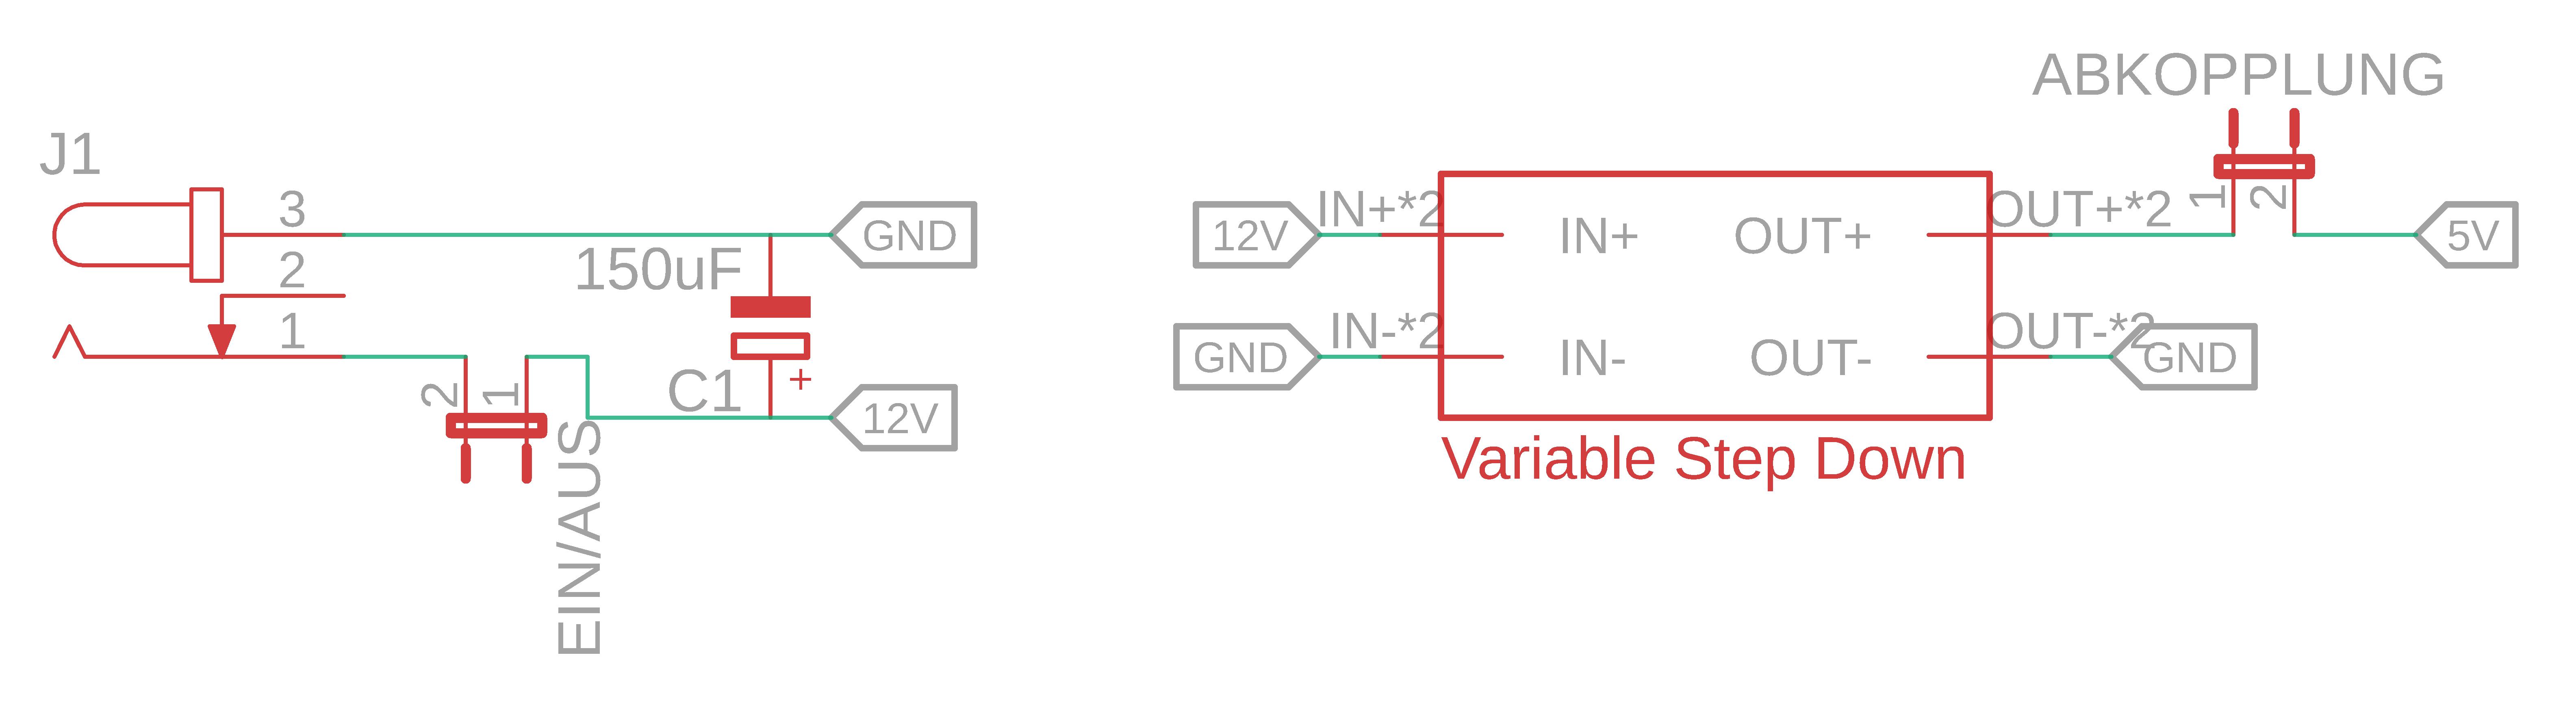 J1
3
2
1
2
1
EIN/AUS
150uF
C1
+
GND
12V
12V
GND
IN+*2
IN-*2
IN+
IN-
OUT+
OUT-
Variable Step Down
OUT+*2
OUT-*2
GND
ABKOPPLUNG
1
2
5V